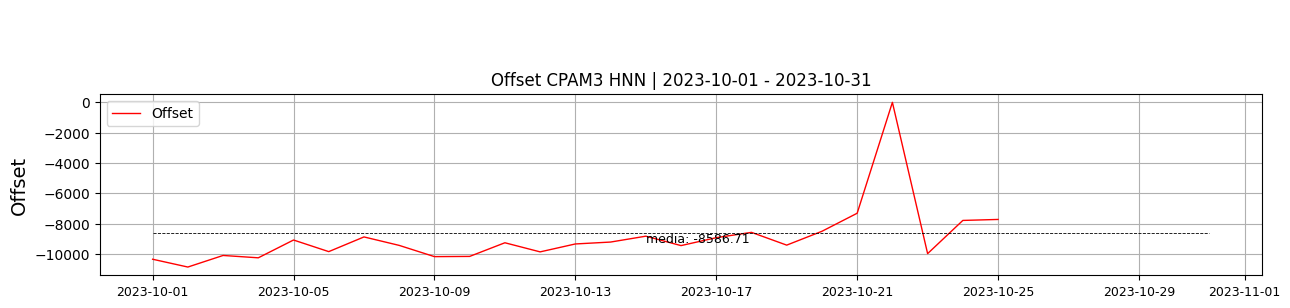 Offset CPAM3 HNN | 2023-10-01 - 2023-10-31
Offset
0
−2000
−4000
−6000
−8000
−10000
Offset
media: -8586.71
2023-10-01 2023-10-05 2023-10-09 2023-10-13 2023-10-17 2023-10-21 2023-10-25 2023-10-29 2023-11-01